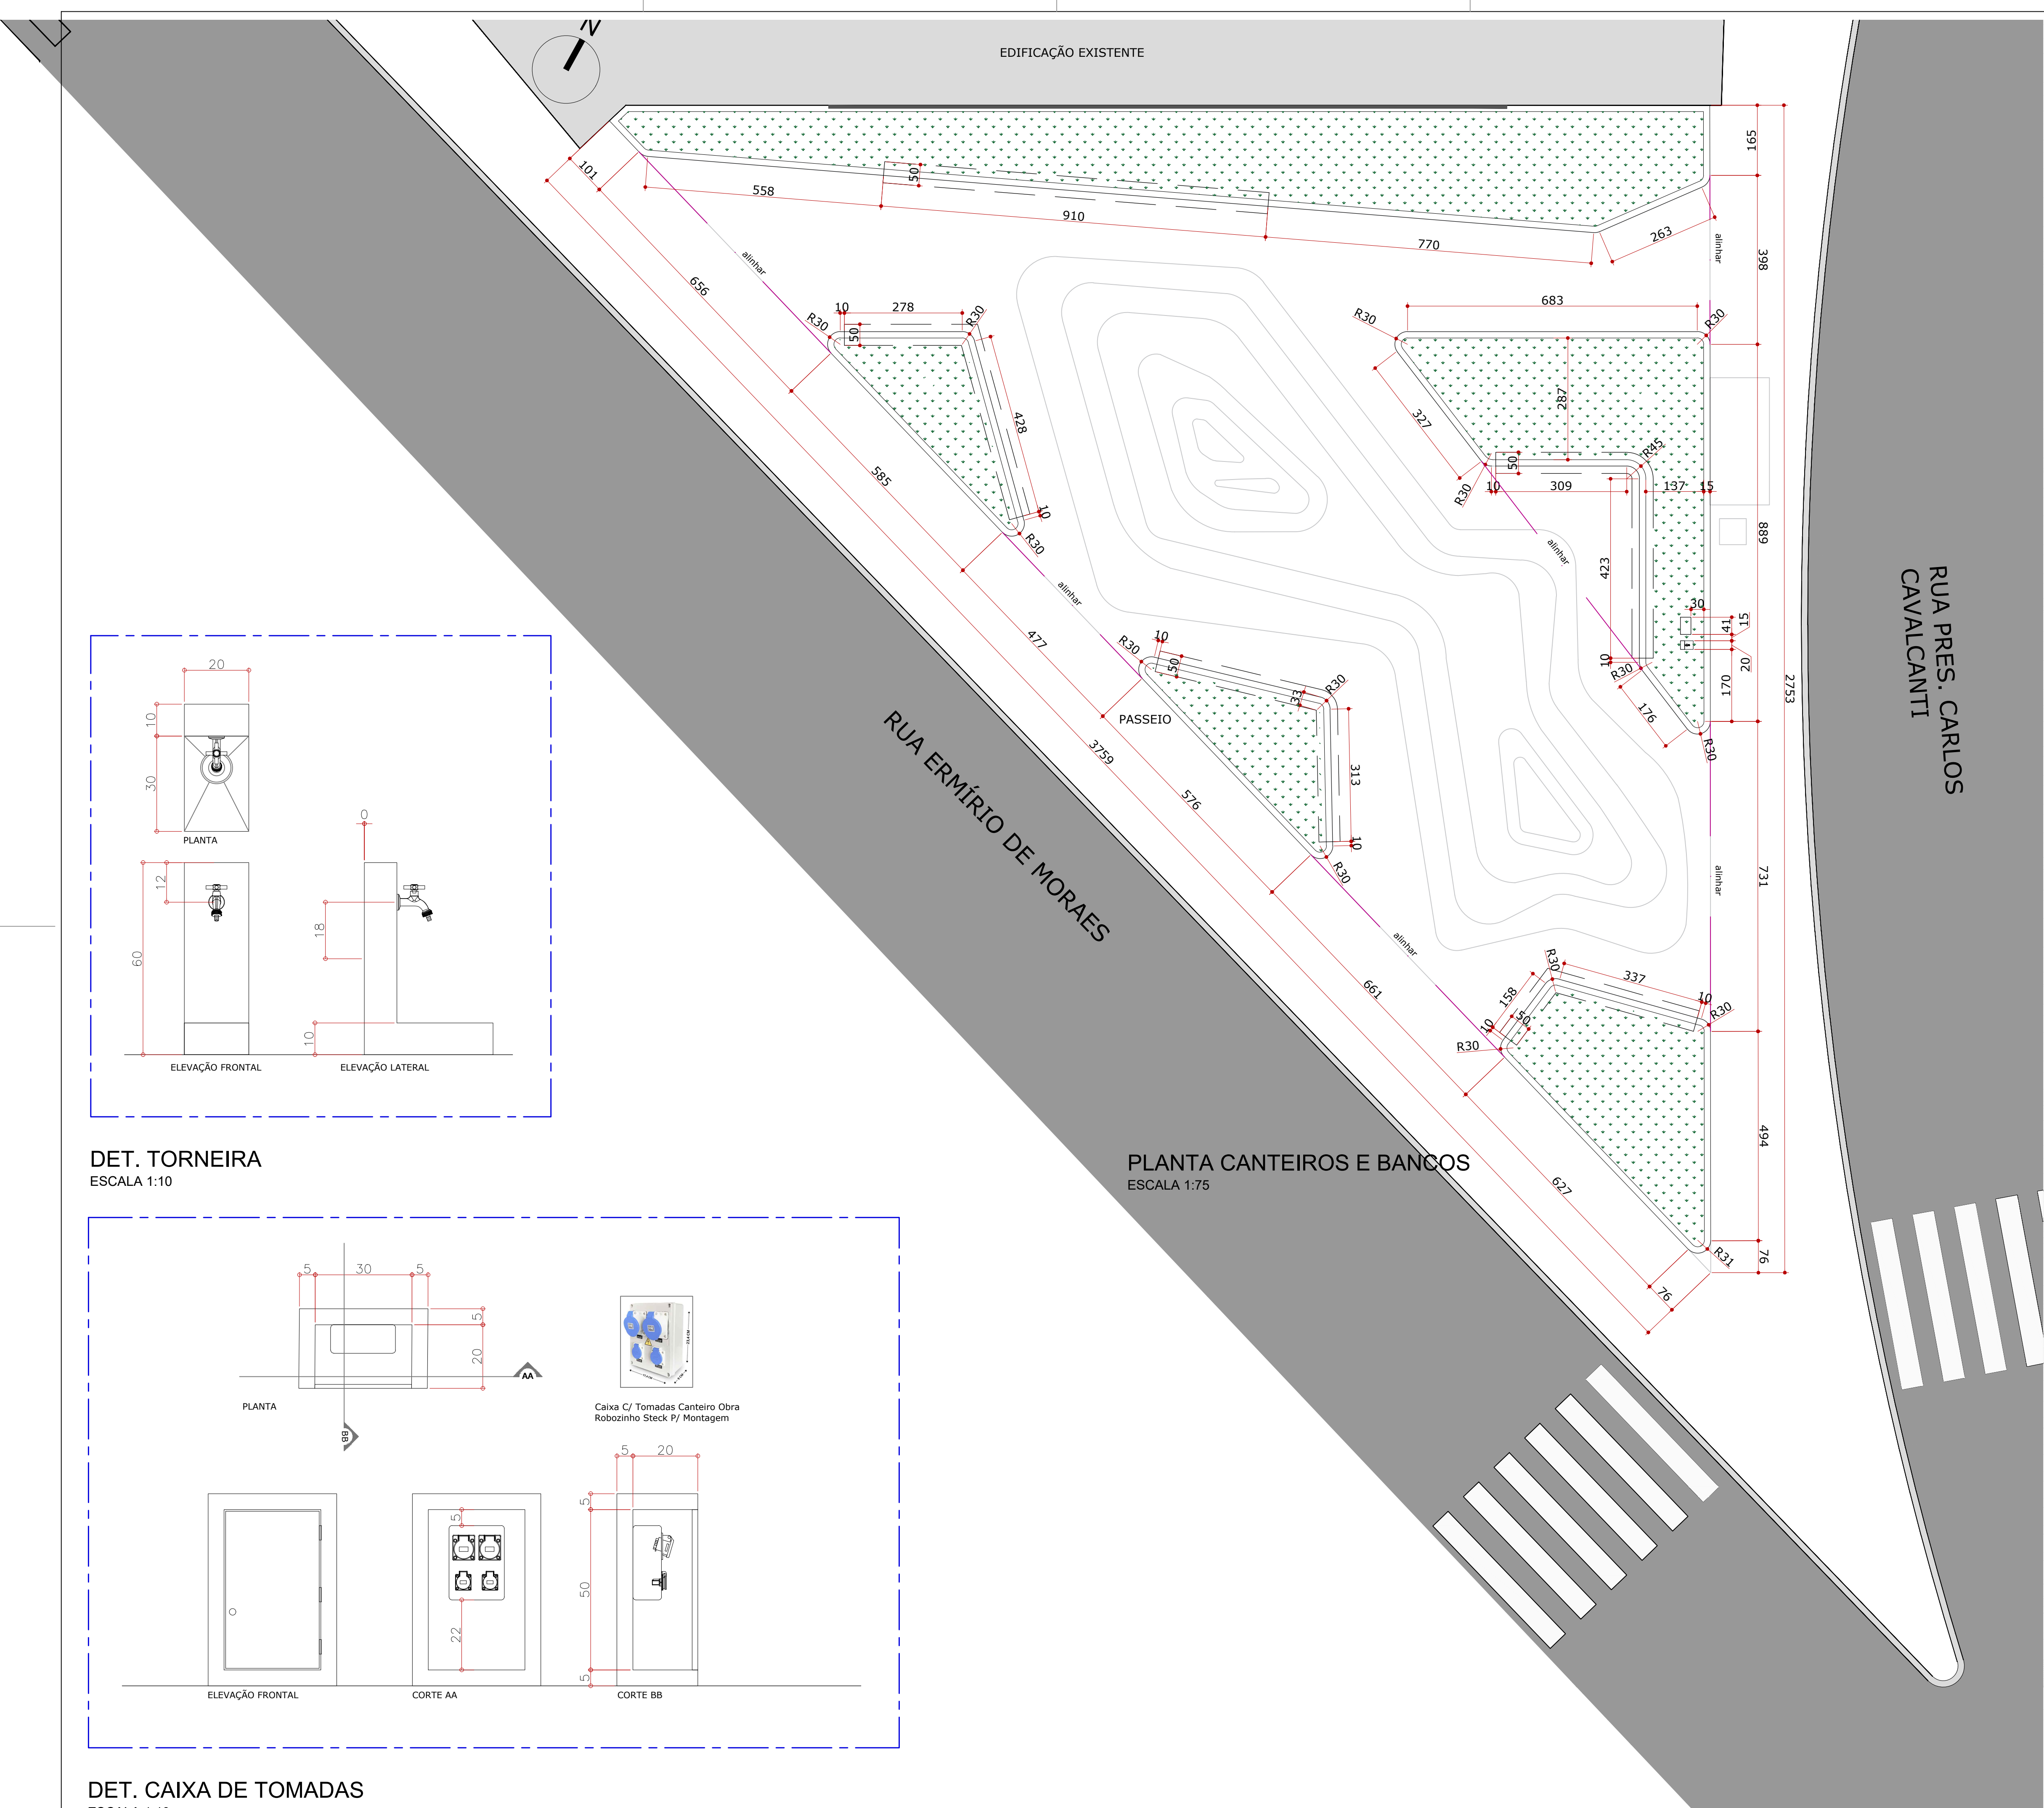 N
EDIFICAÇÃO EXISTENTE
165
101
50
558
910
770
263
alinhar
398
alinhar
656
10
278
R30
R30
50
683
R30
R30
428
287
327
50
R45
R30
10
309
137
15
585
10
R30
alinhar
889
alinhar
423
30
15
41
10
R30
20
170
2753
176
R30
477
R30
10
50
33
R30
PASSEIO
3759
313
10
R30
576
RUA ERMÍRIO DE MORAES
RUA PRES. CARLOS
CAVALCANTI
731
alinhar
alinhar
661
R30
337
158
10
50
10
R30
R30
494
627
R31
76
76
PLANTA CANTEIROS E BANCOS
ESCALA 1:75
20
10
30
PLANTA
0
12
18
60
10
ELEVAÇÃO FRONTAL
ELEVAÇÃO LATERAL
DET. TORNEIRA
ESCALA 1:10
5
30
5
5
20
AA
PLANTA
BB
Caixa C/ Tomadas Canteiro Obra
Robozinho Steck P/ Montagem
5
20
5
5
50
22
5
ELEVAÇÃO FRONTAL
CORTE AA
CORTE BB
DET. CAIXA DE TOMADAS